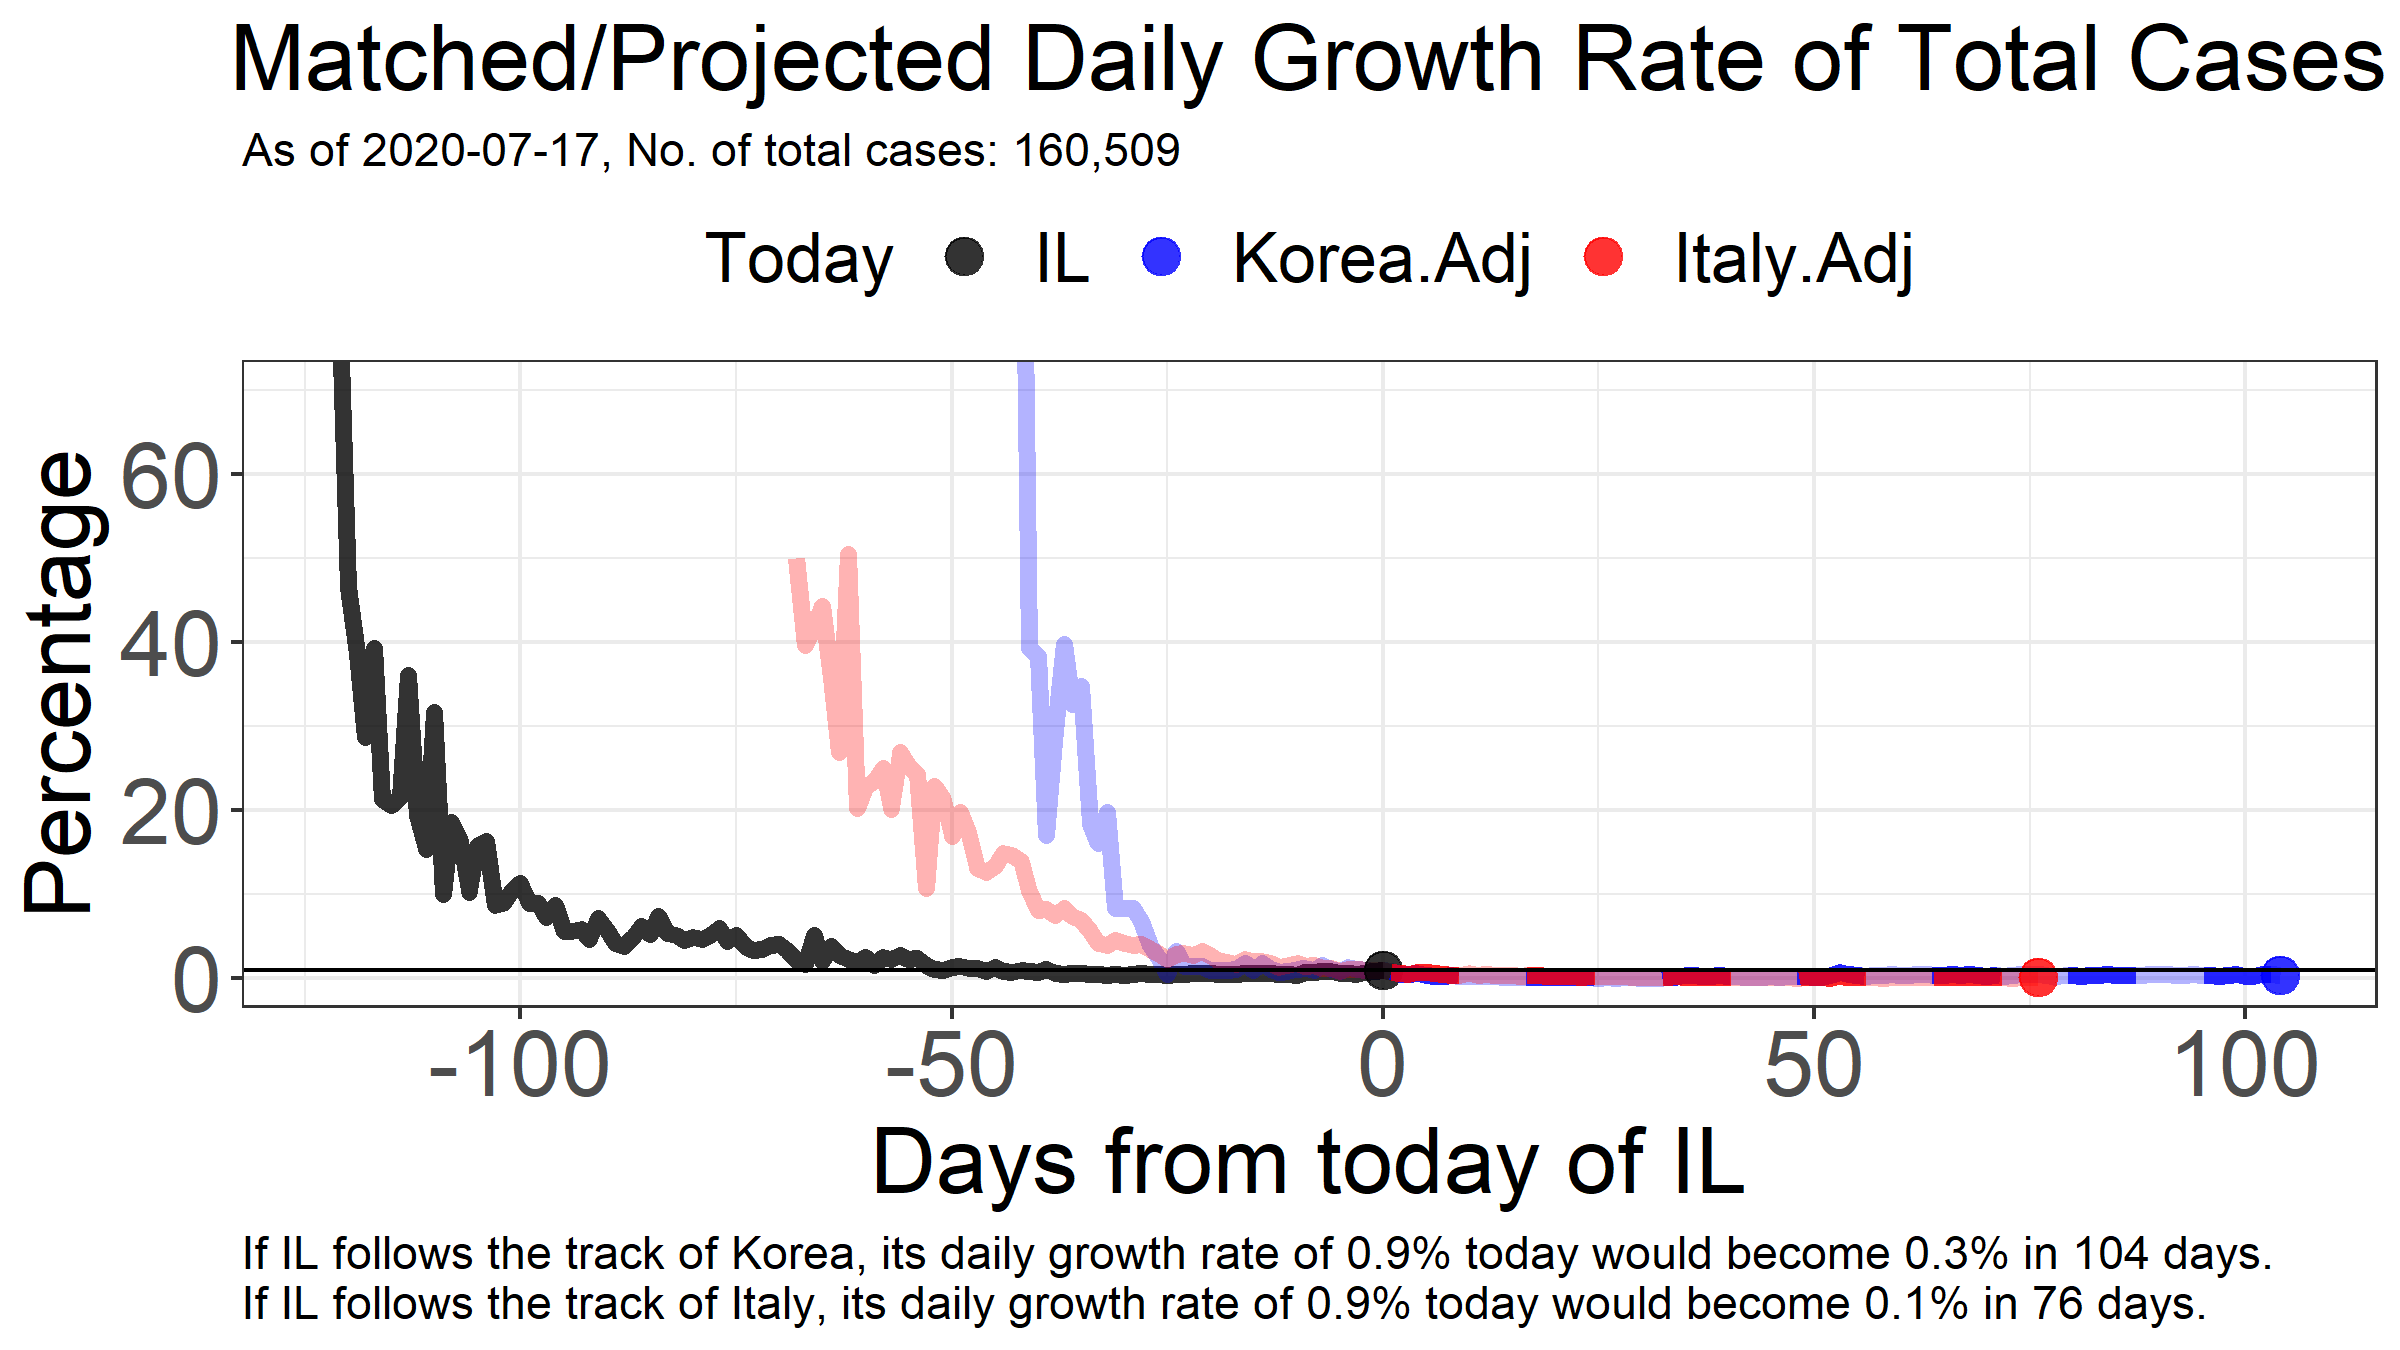 Matched/Projected Daily Growth Rate of Total Cases
As of 2020-07-17, No. of total cases: 160,509
Today IL Korea.Adj Italy.Adj
Percentage
60
40
20
0
-100 -50 0 50 100
Days from today of IL
If IL follows the track of Korea, its daily growth rate of 0.9% today would become 0.3% in 104 days.
If IL follows the track of Italy, its daily growth rate of 0.9% today would become 0.1% in 76 days.